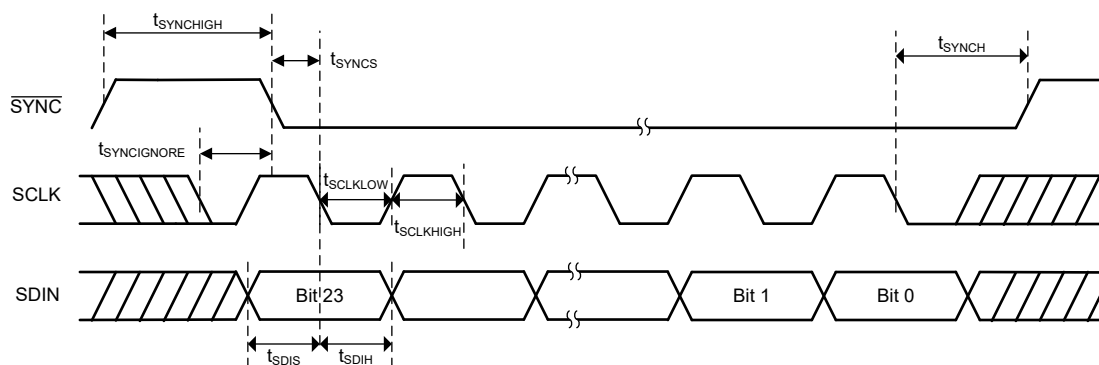 tSYNCHIGH
tSYNCS
tSYNCH
SYNC
tSYNCIGNORE
tSCLKLOW
SCLK
tSCLKHIGH
SDIN
Bit 23
Bit 1
Bit 0
tSDIS
tSDIH